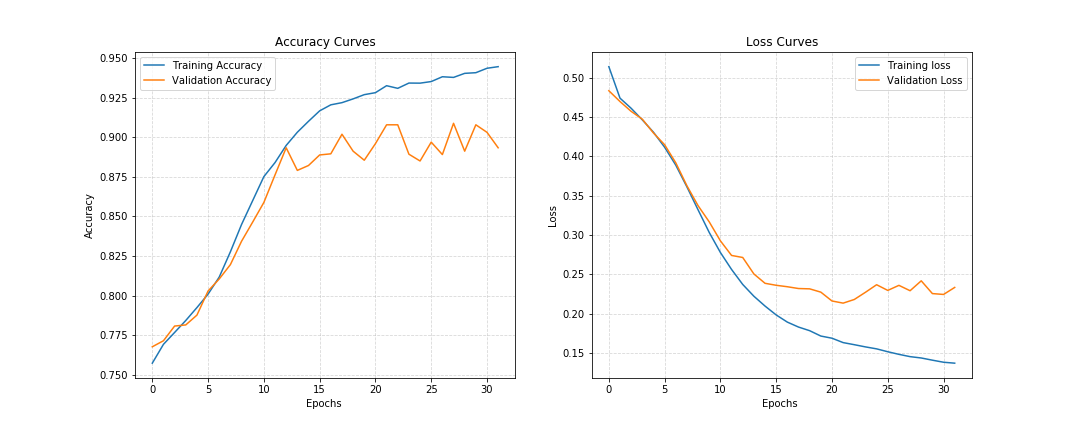 Accuracy Curves
Training Accuracy
Validation Accuracy
Accuracy
0.950
0.925
0.900
0.875
0.850
0.825
0.800
0.775
0.750
0 5 10 15 20 25 30
Epochs
Loss Curves
Training loss
Validation Loss
Loss
0.50
0.45
0.40
0.35
0.30
0.25
0.20
0.15
0 5 10 15 20 25 30
Epochs